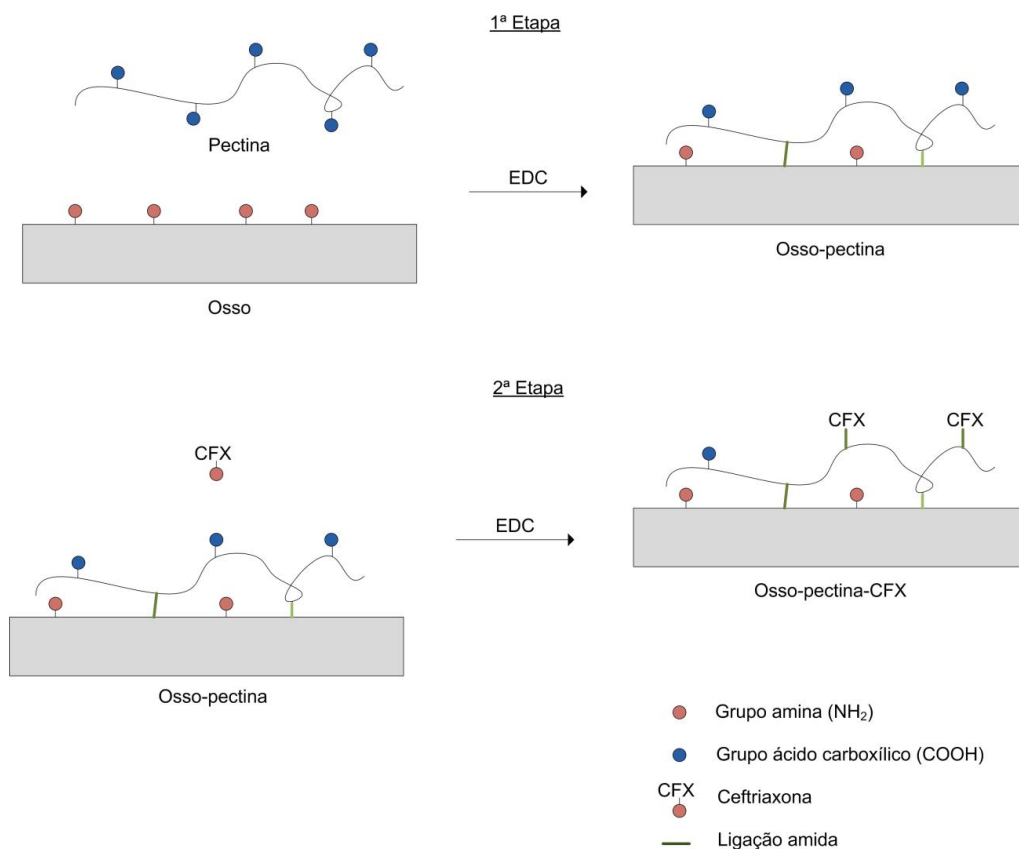 1ª Etapa
Pectina
EDC
Osso
Osso-pectina
2ª Etapa
CFX
CFX CFX
EDC
Osso-pectina
Osso-pectina-CFX
Grupo amina (NH₂)
Grupo ácido carboxílico (COOH)
CFX Ceftriaxona
Ligação amida